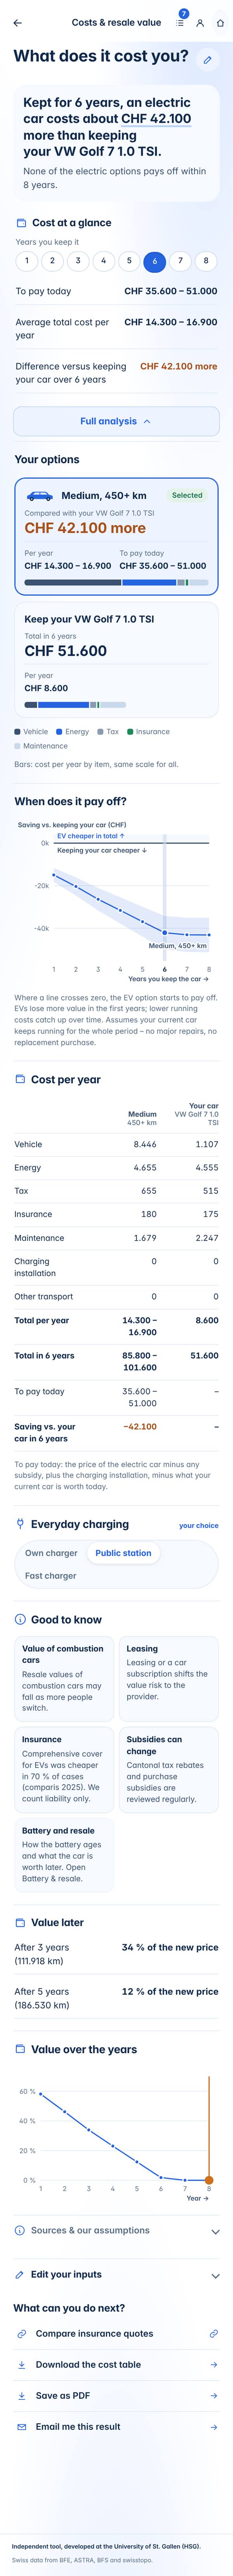 Costs & resale value
7
What does it cost you?
Kept for 6 years, an electric
car costs about CHF 42.100
more than keeping
your VW Golf 7 1.0 TSI.
None of the electric options pays off within
8 years.
Cost at a glance
Years you keep it
1 2 3 4 5 6 7 8
To pay today CHF 35.600 – 51.000
Average total cost per
year CHF 14.300 – 16.900
Difference versus keeping
your car over 6 years CHF 42.100 more
Full analysis
Your options
Medium, 450+ km Selected
Compared with your VW Golf 7 1.0 TSI
CHF 42.100 more
Per year To pay today
CHF 14.300 – 16.900 CHF 35.600 – 51.000
Keep your VW Golf 7 1.0 TSI
Total in 6 years
CHF 51.600
Per year
CHF 8.600
Vehicle Energy Tax Insurance
Maintenance
Bars: cost per year by item, same scale for all.
When does it pay off?
Saving vs. keeping your car (CHF)
EV cheaper in total ↑
0k
Keeping your car cheaper ↓
−20k
−40k
Medium, 450+ km
1 2 3 4 5 6 7 8
Years you keep the car →
Where a line crosses zero, the EV option starts to pay off.
EVs lose more value in the first years; lower running
costs catch up over time. Assumes your current car
keeps running for the whole period – no major repairs, no
replacement purchase.
Cost per year
Medium
450+ km
Your car
VW Golf 7 1.0
TSI
Vehicle 8.446 1.107
Energy 4.655 4.555
Tax 655 515
Insurance 180 175
Maintenance 1.679 2.247
Charging
installation 0 0
Other transport 0 0
Total per year 14.300 –
16.900 8.600
Total in 6 years 85.800 –
101.600 51.600
To pay today 35.600 –
51.000 –
Saving vs. your
car in 6 years −42.100 –
To pay today: the price of the electric car minus any
subsidy, plus the charging installation, minus what your
current car is worth today.
Everyday charging your choice
Own charger Public station
Fast charger
Good to know
Value of combustion
cars
Resale values of
combustion cars may
fall as more people
switch.
Leasing
Leasing or a car
subscription shifts the
value risk to the
provider.
Insurance
Comprehensive cover
for EVs was cheaper
in 70 % of cases
(comparis 2025). We
count liability only.
Subsidies can
change
Cantonal tax rebates
and purchase
subsidies are
reviewed regularly.
Battery and resale
How the battery ages
and what the car is
worth later. Open
Battery & resale.
Value later
After 3 years
(111.918 km) 34 % of the new price
After 5 years
(186.530 km) 12 % of the new price
Value over the years
60 %
40 %
20 %
0 %
1 2 3 4 5 6 7 8
Year →
Sources & our assumptions
Edit your inputs
What can you do next?
Compare insurance quotes
Download the cost table →
Save as PDF →
Email me this result →
Independent tool, developed at the University of St. Gallen (HSG).
Swiss data from BFE, ASTRA, BFS and swisstopo.